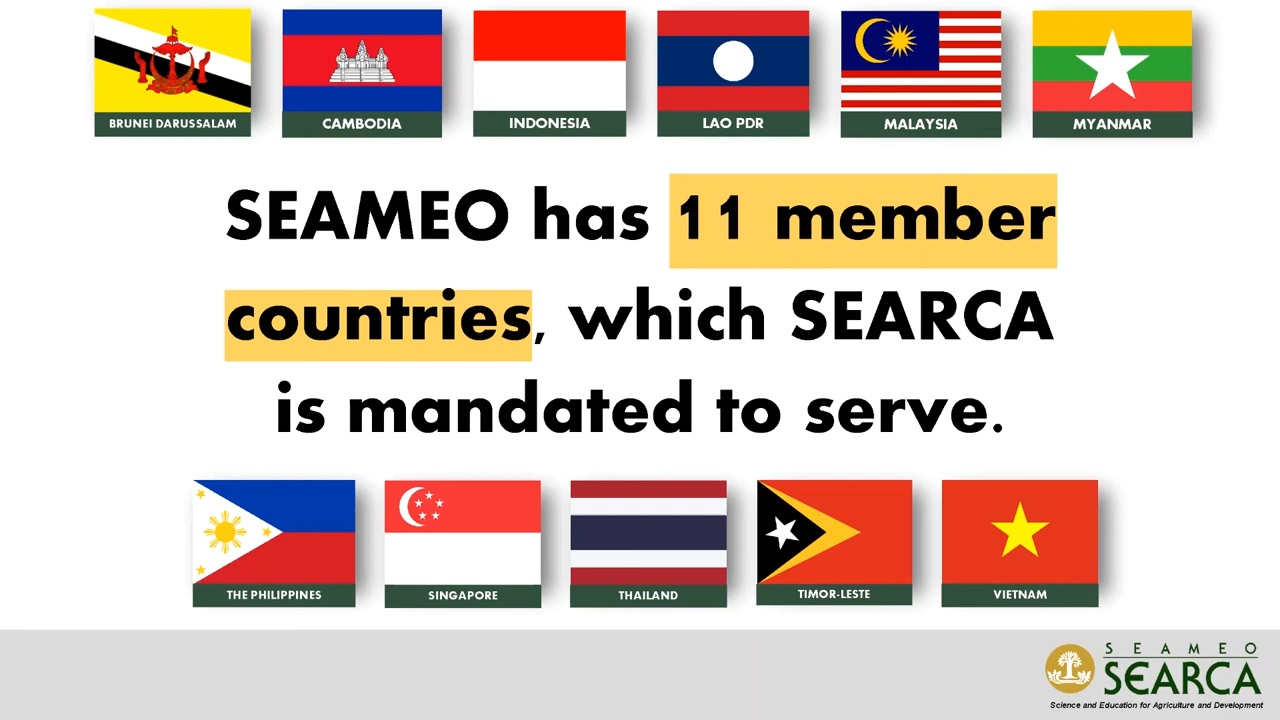 BRUNEI DARUSSALAM
CAMBODIA
INDONESIA
LAO PDR
MALAYSIA
MYANMAR
SEAMEO has 11 member
countries, which SEARCA
is mandated to serve.
THE PHILIPPINES
SINGAPORE
THAILAND
TIMOR-LESTE
VIETNAM
SEAMEO
SEARCA
Science and Education for Agriculture and Development